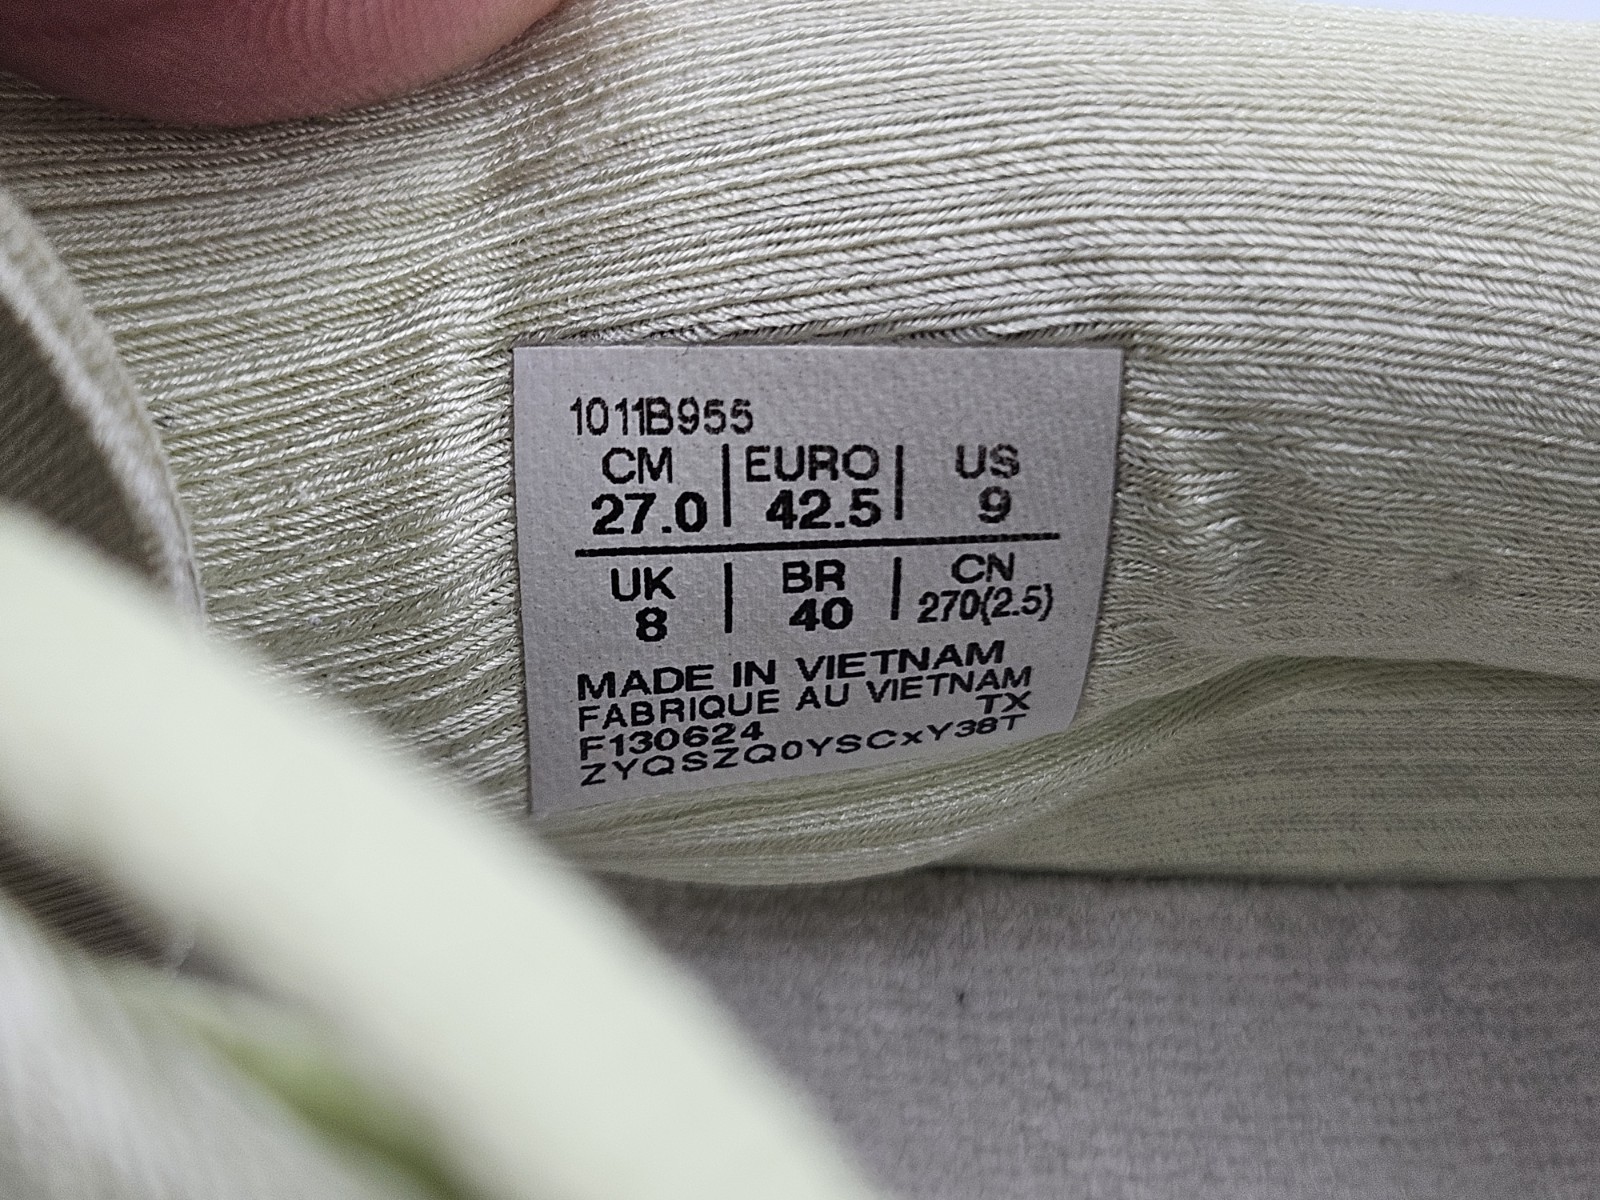 1011B955
CM | EURO | US
27.0 | 42.5 | 9
UK | BR | CN
8 | 40 | 270(2.5)
MADE IN VIETNAM
FABRIQUE AU VIETNAM
F130624 TX
ZYQSZQ0YSCxY38T